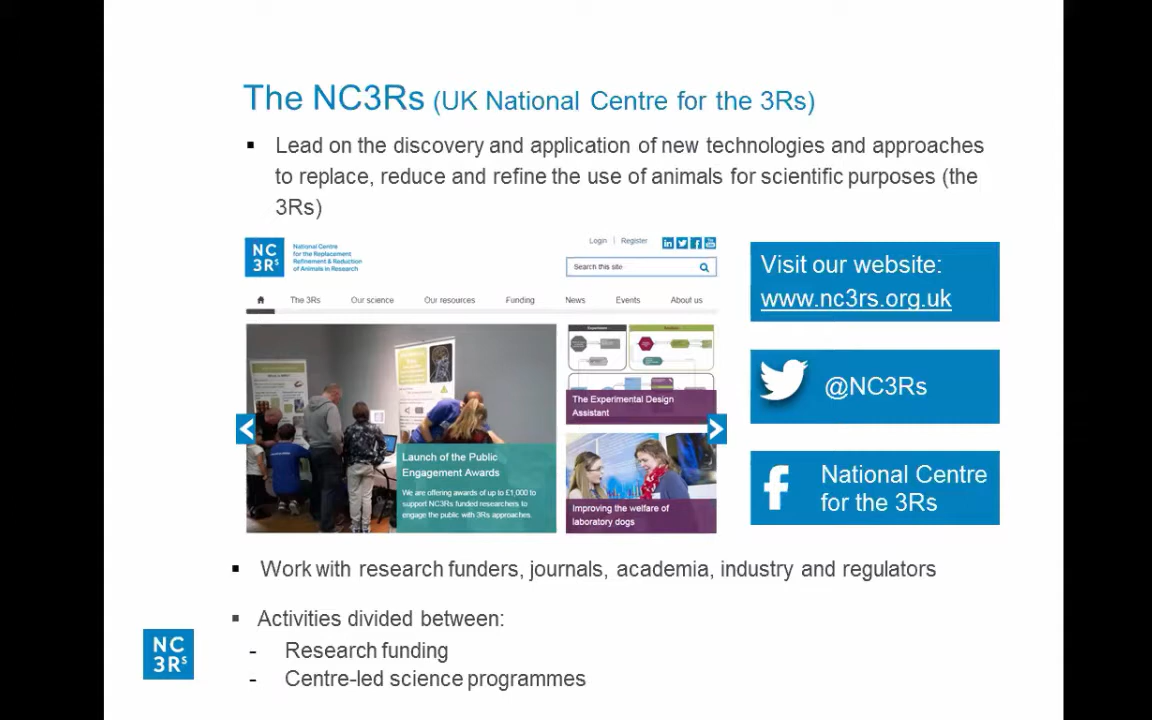 The NC3Rs (UK National Centre for the 3Rs)
▪ Lead on the discovery and application of new technologies and approaches
to replace, reduce and refine the use of animals for scientific purposes (the
3Rs)
NC
3Rs
National Centre
for the Replacement
Refinement & Reduction
of Animals in Research
Login | Register
Search this site
The 3Rs Our science Our resources Funding News Events About us
Launch of the Public
Engagement Awards
We are offering awards of up to £1,000 to
support NC3Rs funded researchers to
engage the public with 3Rs approaches.
The Experimental Design
Assistant
Improving the welfare of
laboratory dogs
Visit our website:
www.nc3rs.org.uk
@NC3Rs
National Centre
for the 3Rs
▪ Work with research funders, journals, academia, industry and regulators
▪ Activities divided between:
- Research funding
- Centre-led science programmes
NC
3Rs